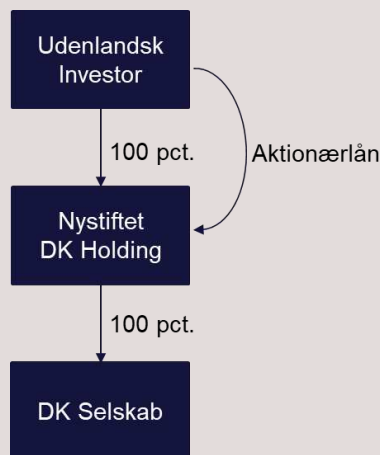 Udenlandsk
Investor
100 pct.
Aktionærlån
Nystiftet
DK Holding
100 pct.
DK Selskab